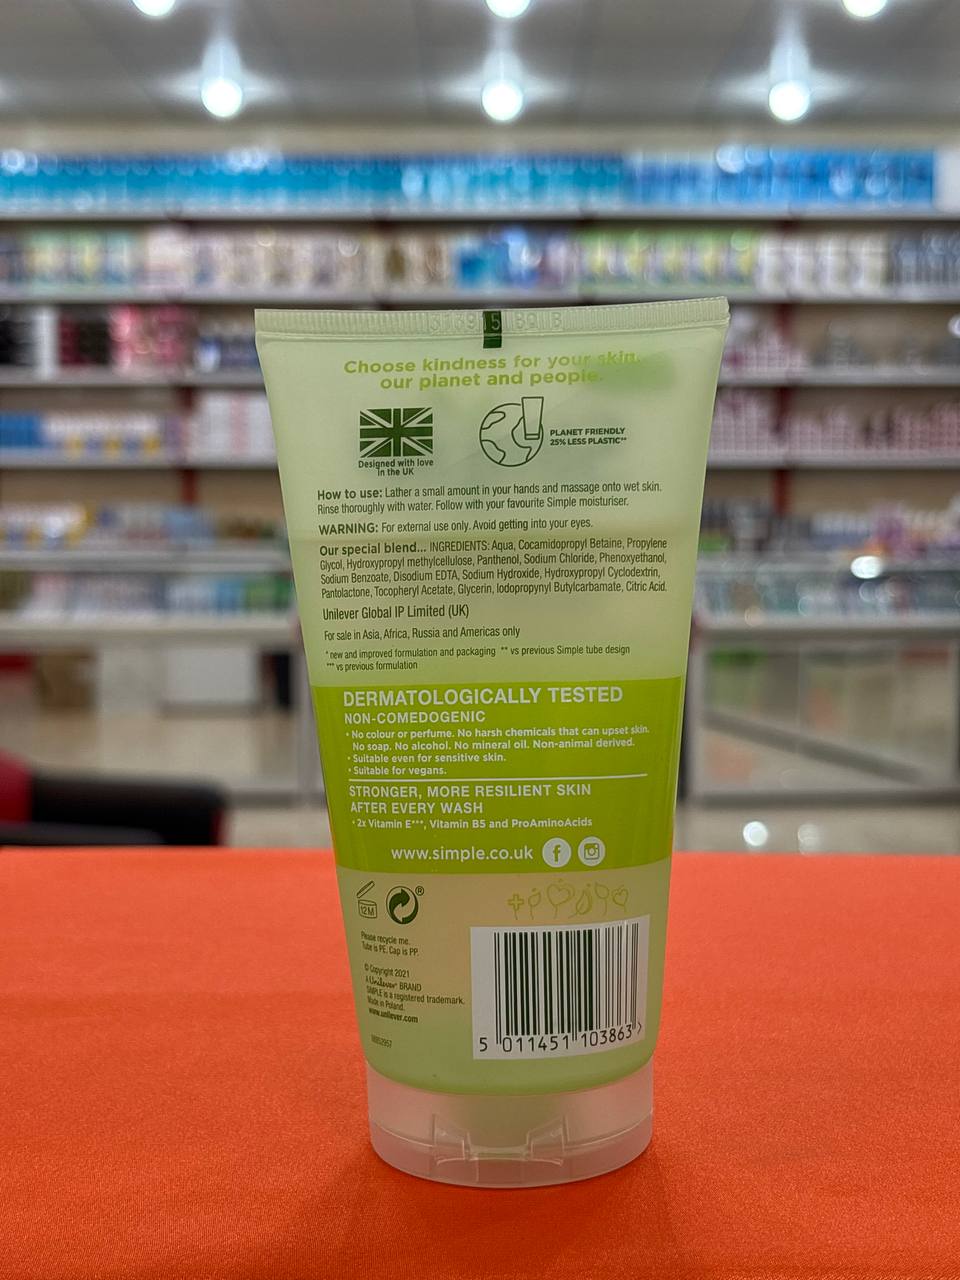 Choose kindness for your skin,
our planet and people.
Designed with love
in the UK
PLANET FRIENDLY
25% LESS PLASTIC**
How to use: Lather a small amount in your hands and massage onto wet skin.
Rinse thoroughly with water. Follow with your favourite Simple moisturiser.
WARNING: For external use only. Avoid getting into your eyes.
Our special blend... INGREDIENTS: Aqua, Cocamidopropyl Betaine, Propylene
Glycol, Hydroxypropyl methylcellulose, Panthenol, Sodium Chloride, Phenoxyethanol,
Sodium Benzoate, Disodium EDTA, Sodium Hydroxide, Hydroxypropyl Cyclodextrin,
Pantolactone, Tocopheryl Acetate, Glycerin, Iodopropynyl Butylcarbamate, Citric Acid.
Unilever Global IP Limited (UK)
For sale in Asia, Africa, Russia and Americas only
* new and improved formulation and packaging ** vs previous Simple tube design
*** vs previous formulation
DERMATOLOGICALLY TESTED
NON-COMEDOGENIC
• No colour or perfume. No harsh chemicals that can upset skin.
No soap. No alcohol. No mineral oil. Non-animal derived.
• Suitable even for sensitive skin.
• Suitable for vegans.
STRONGER, MORE RESILIENT SKIN
AFTER EVERY WASH
• 2x Vitamin E***, Vitamin B5 and ProAminoAcids
www.simple.co.uk
12M
®
Please recycle me.
Tube is PE. Cap is PP.
© Copyright 2021
A Unilever® BRAND
SIMPLE is a registered trademark.
Made in Poland.
www.unilever.com
5 011451 103863 >